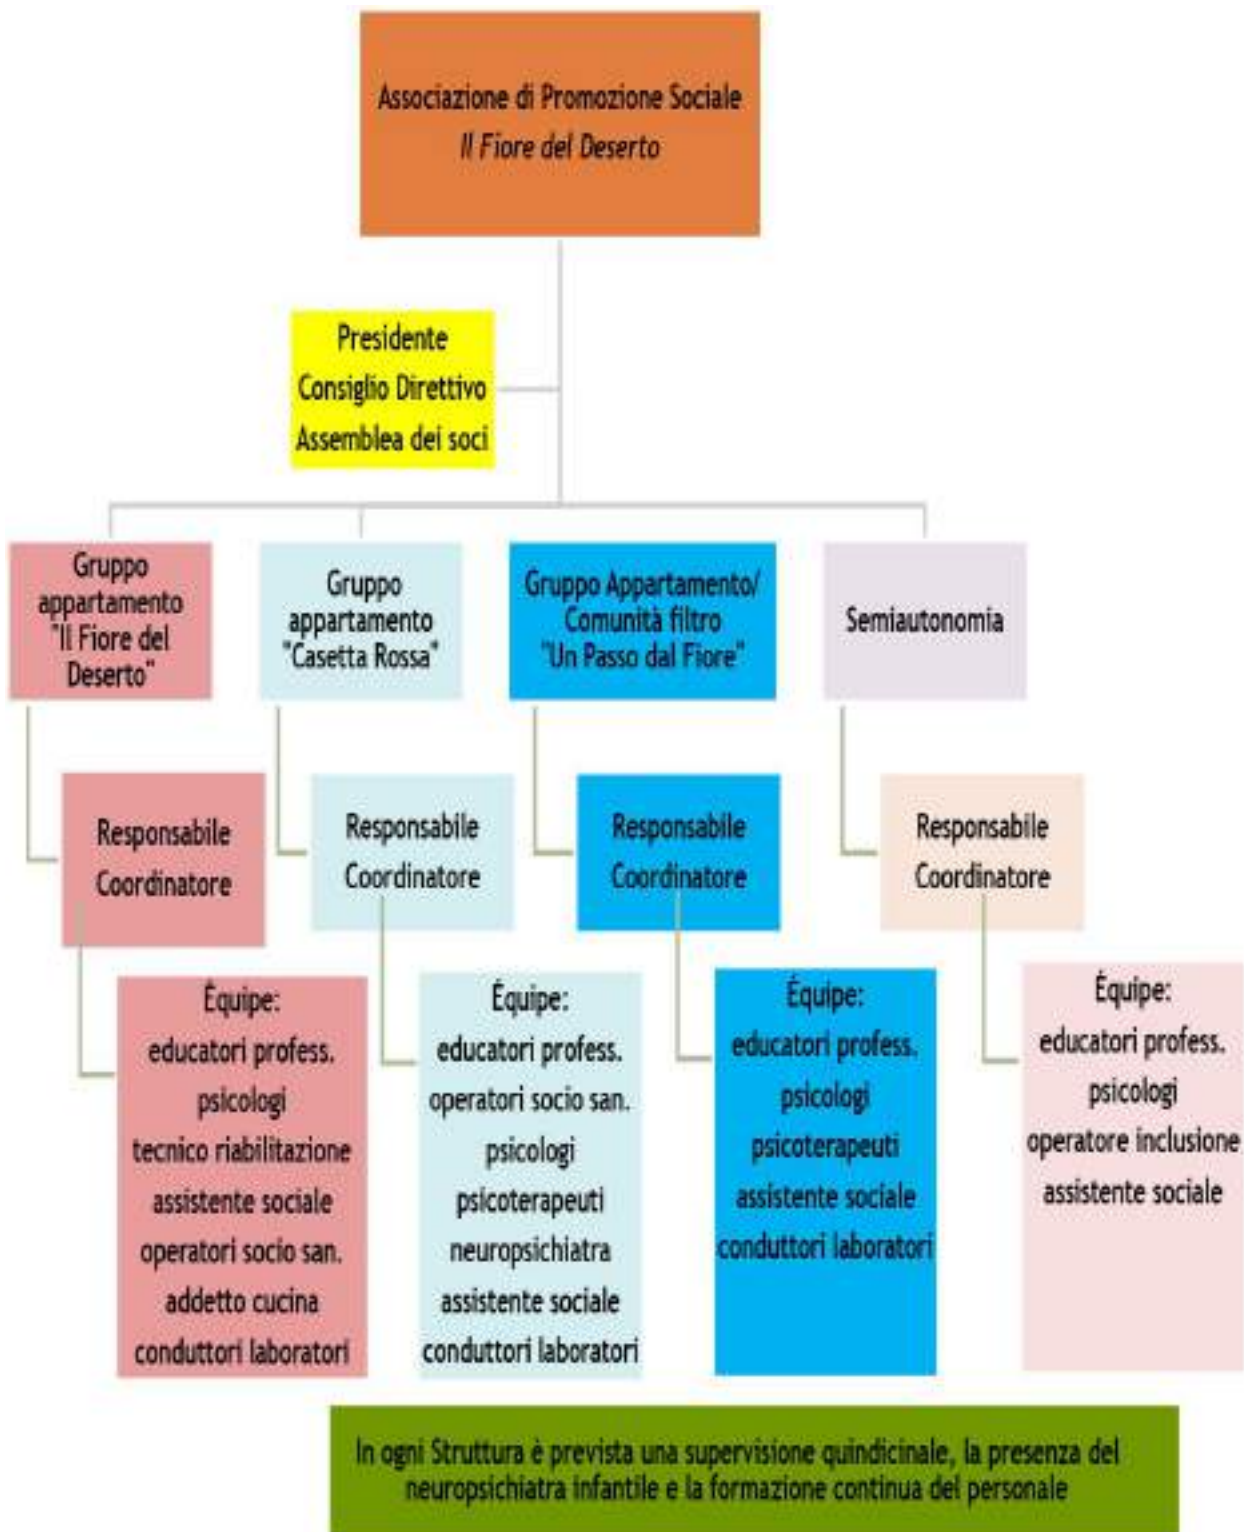 Associazione di Promozione Sociale
Il Fiore del Deserto
Presidente
Consiglio Direttivo
Assemblea dei soci
Gruppo
appartamento
"Il Fiore del
Deserto"
Gruppo
appartamento
"Casetta Rossa"
Gruppo Appartamento/
Comunità filtro
"Un Passo dal Fiore"
Semiautonomia
Responsabile
Coordinatore
Responsabile
Coordinatore
Responsabile
Coordinatore
Responsabile
Coordinatore
Équipe:
educatori profess.
psicologi
tecnico riabilitazione
assistente sociale
operatori socio san.
addetto cucina
conduttori laboratori
Équipe:
educatori profess.
operatori socio san.
psicologi
psicoterapeuti
neuropsichiatra
assistente sociale
conduttori laboratori
Équipe:
educatori profess.
psicologi
psicoterapeuti
assistente sociale
conduttori laboratori
Équipe:
educatori profess.
psicologi
operatore inclusione
assistente sociale
In ogni Struttura è prevista una supervisione quindicinale, la presenza del
neuropsichiatra infantile e la formazione continua del personale